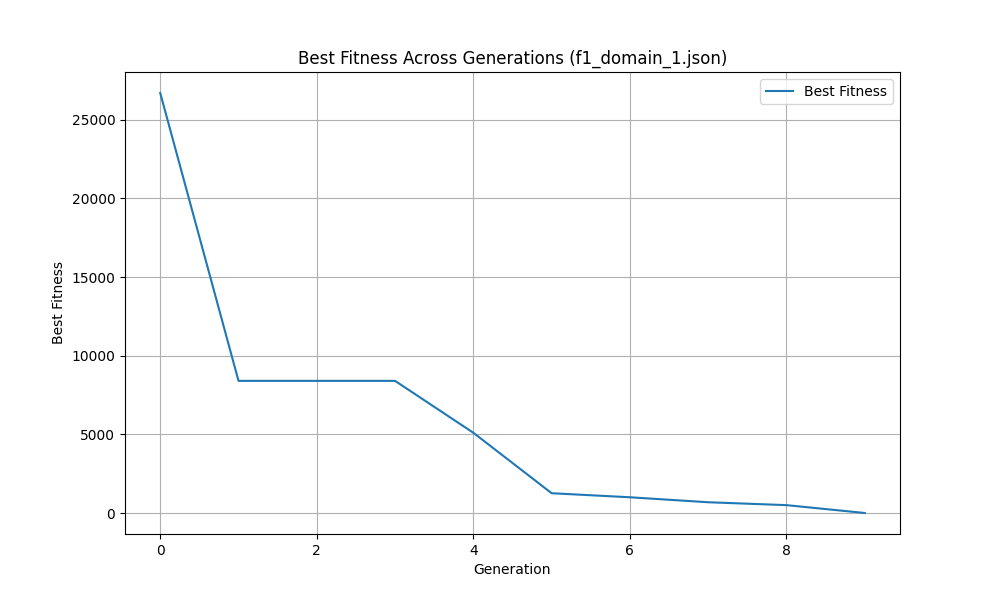 Best Fitness Across Generations (f1_domain_1.json)
Best Fitness
25000
20000
15000
10000
5000
0
Best Fitness
0 2 4 6 8
Generation